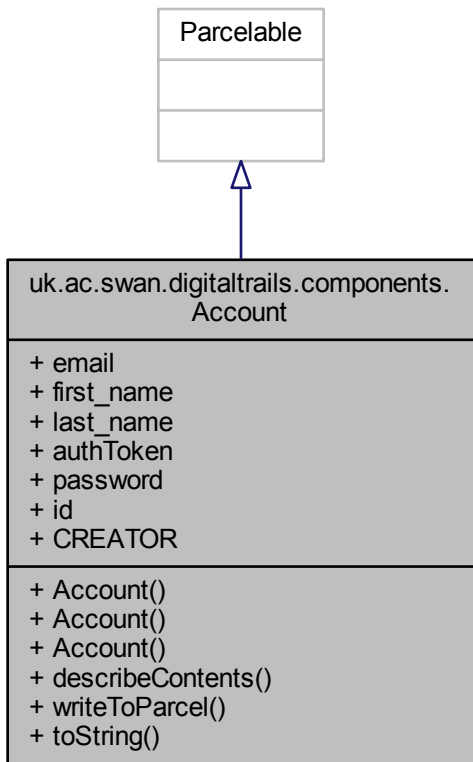 Parcelable
uk.ac.swan.digitaltrails.components.
Account
+ email
+ first_name
+ last_name
+ authToken
+ password
+ id
+ CREATOR
+ Account()
+ Account()
+ Account()
+ describeContents()
+ writeToParcel()
+ toString()